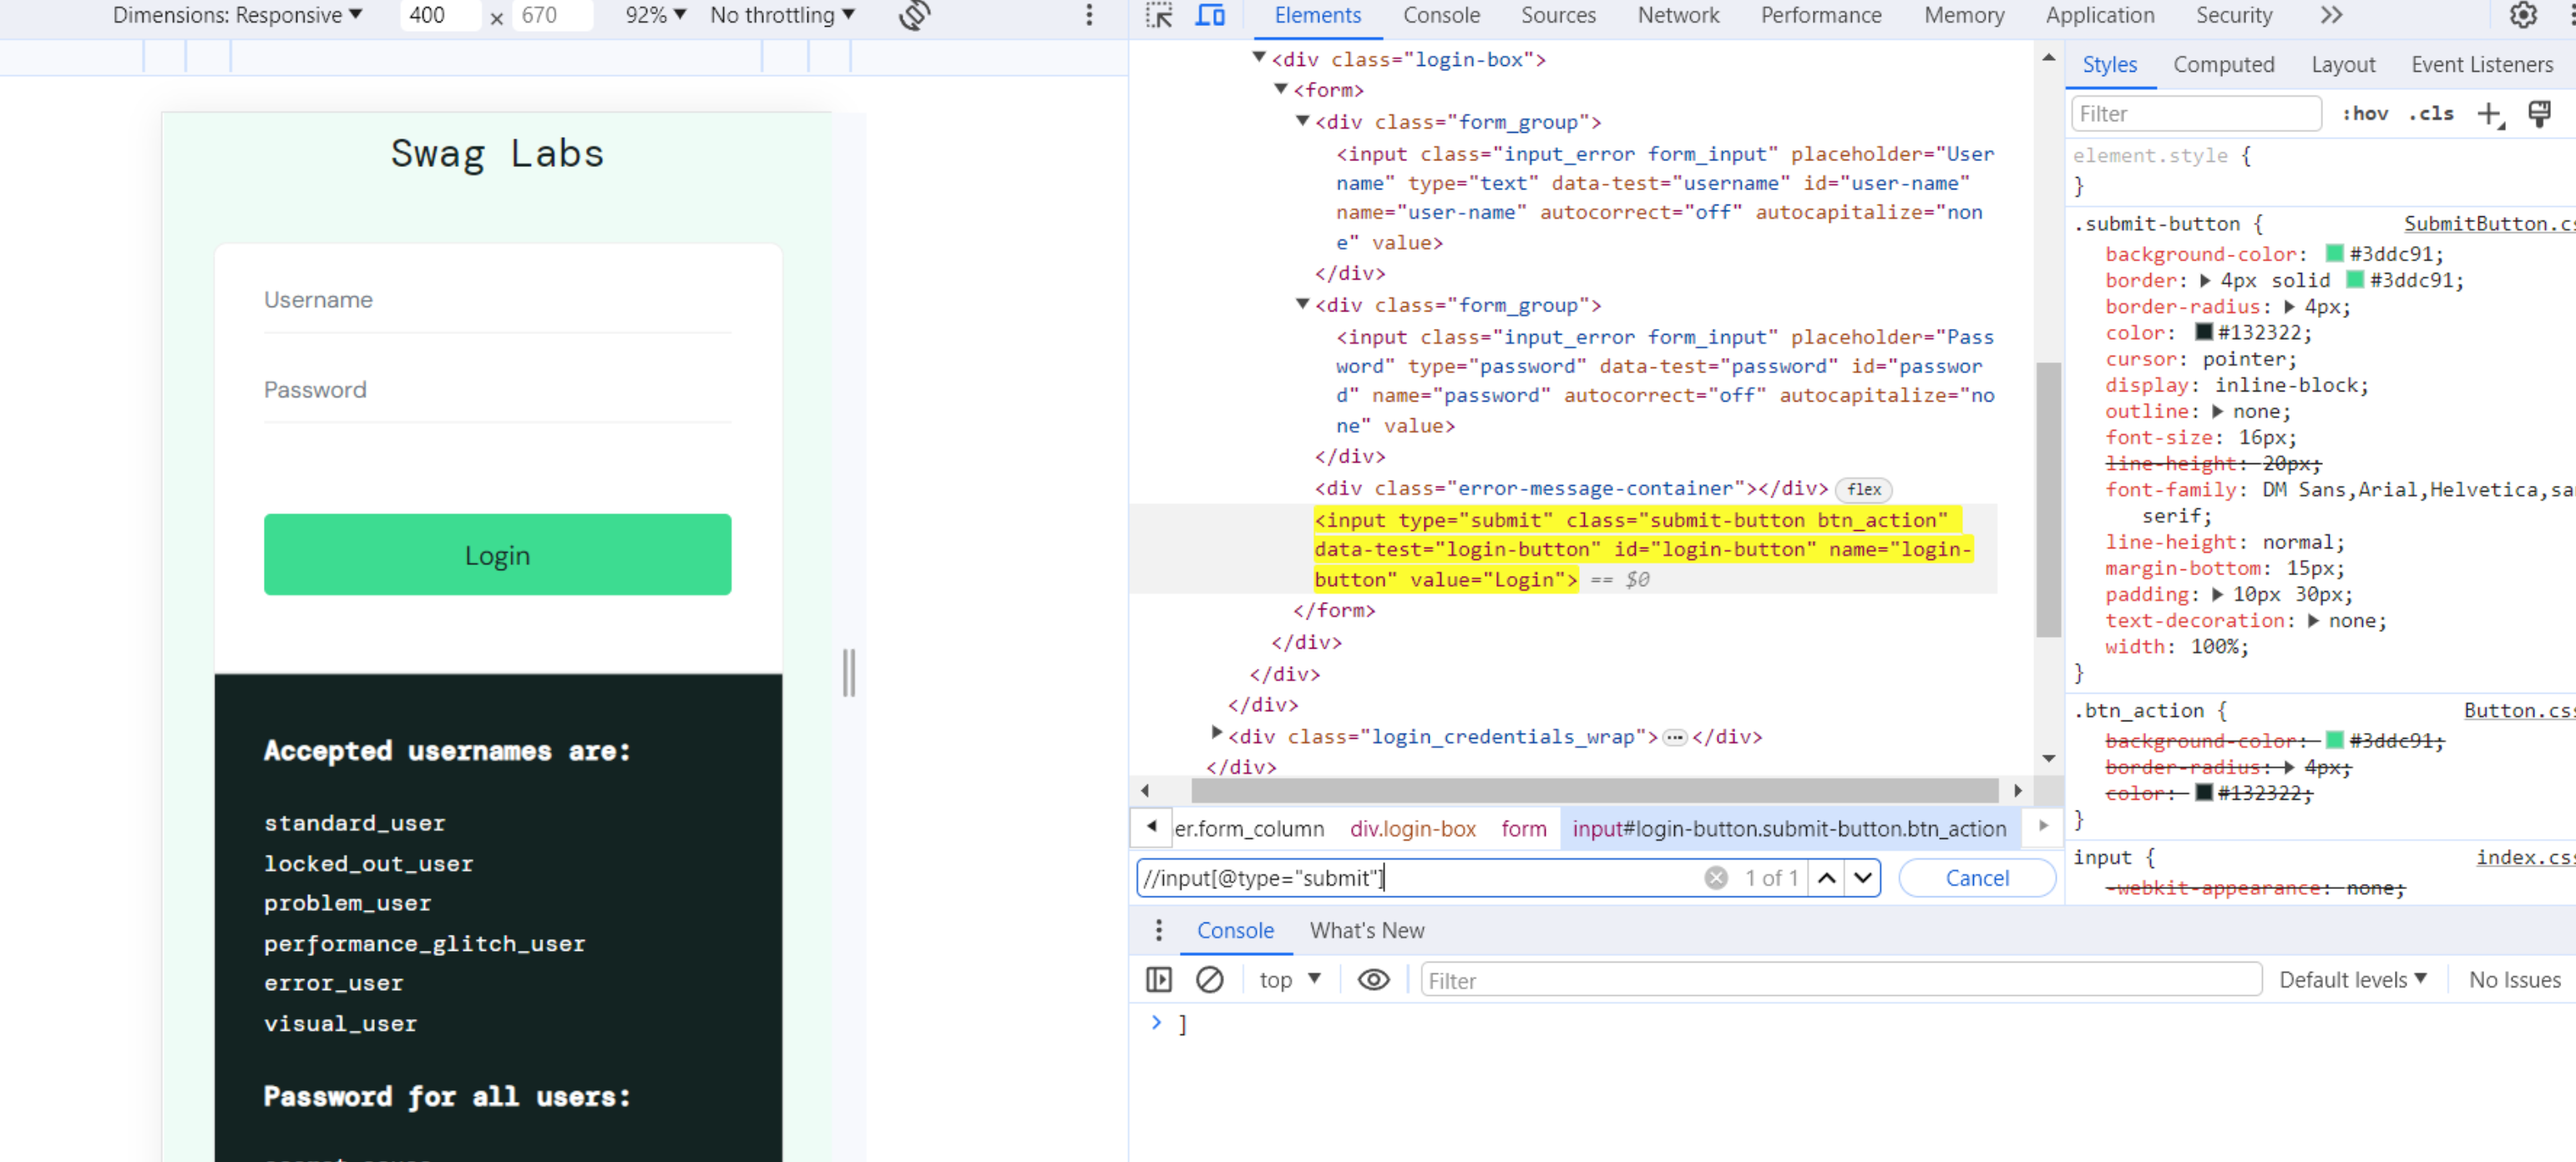 Dimensions: Responsive ▼ 400 × 670 92% ▼ No throttling ▼
Elements Console Sources Network Performance Memory Application Security
Swag Labs
Username
Password
Login
Accepted usernames are:
standard_user
locked_out_user
problem_user
performance_glitch_user
error_user
visual_user
Password for all users:
▼<div class="login-box">
▼<form>
▼<div class="form_group">
<input class="input_error form_input" placeholder="User
name" type="text" data-test="username" id="user-name"
name="user-name" autocorrect="off" autocapitalize="non
e" value>
</div>
▼<div class="form_group">
<input class="input_error form_input" placeholder="Pass
word" type="password" data-test="password" id="passwor
d" name="password" autocorrect="off" autocapitalize="no
ne" value>
</div>
<div class="error-message-container"></div> flex
<input type="submit" class="submit-button btn_action"
data-test="login-button" id="login-button" name="login-
button" value="Login"> == $0
</form>
</div>
</div>
</div>
▶<div class="login_credentials_wrap">…</div>
</div>
er.form_column div.login-box form input#login-button.submit-button.btn_action
//input[@type="submit"] 1 of 1 Cancel
Styles Computed Layout Event Listeners
Filter :hov .cls
element.style {
}
.submit-button { SubmitButton.cs
background-color: #3ddc91;
border: ▶ 4px solid #3ddc91;
border-radius: ▶ 4px;
color: #132322;
cursor: pointer;
display: inline-block;
outline: ▶ none;
font-size: 16px;
line-height: 20px;
font-family: DM Sans,Arial,Helvetica,sa
serif;
line-height: normal;
margin-bottom: 15px;
padding: ▶ 10px 30px;
text-decoration: ▶ none;
width: 100%;
}
.btn_action { Button.cs
background-color: #3ddc91;
border-radius: ▶ 4px;
color: #132322;
}
input { index.cs
-webkit-appearance: none;
Console What's New
top ▼ Filter Default levels ▼ No Issues
> ]